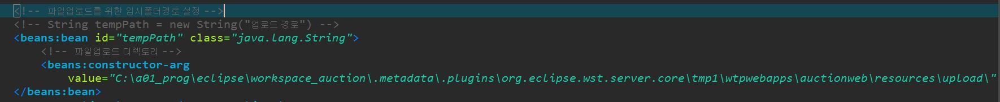 <!-- 파일업로드를 위한 임시폴더경로 설정 -->
<!-- String tempPath = new String("업로드 경로") -->
<beans:bean id="tempPath" class="java.lang.String">
<!-- 파일업로드 디렉토리 -->
<beans:constructor-arg
value="C:\a01_prog\eclipse\workspace_auction\.metadata\.plugins\org.eclipse.wst.server.core\tmp1\wtpwebapps\auctionweb\resources\upload\"
</beans:bean>